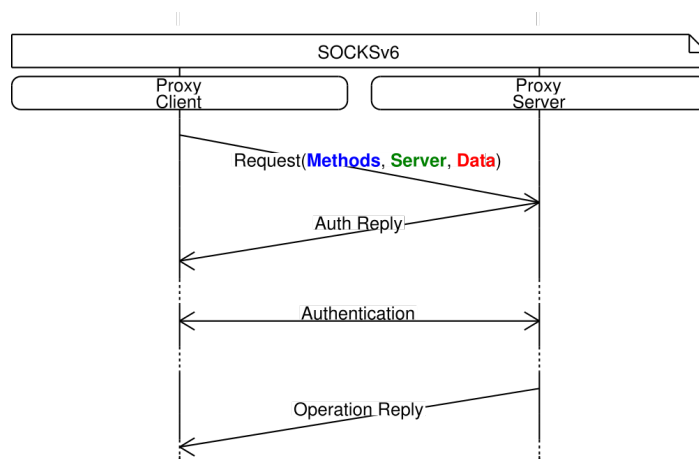 SOCKSv6
Proxy
Client
Proxy
Server
Request(Methods, Server, Data)
Auth Reply
Authentication
Operation Reply